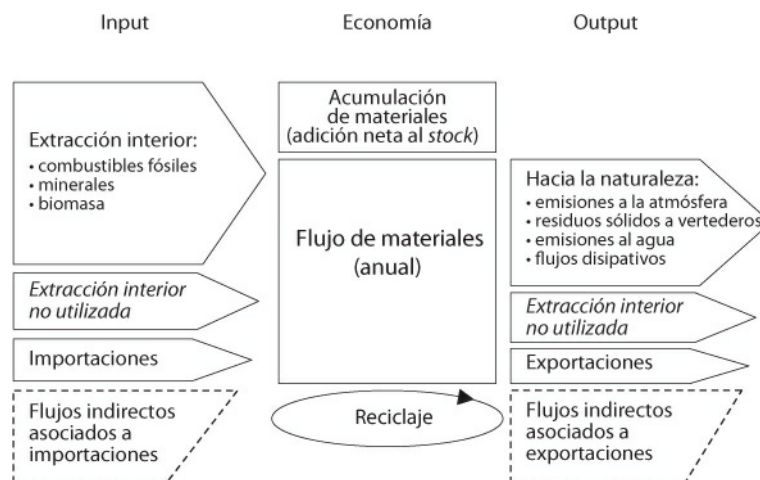 Input
Economía
Output
Extracción interior:
• combustibles fósiles
• minerales
• biomasa
Extracción interior
no utilizada
Importaciones
Flujos indirectos
asociados a
importaciones
Acumulación
de materiales
(adición neta al stock)
Flujo de materiales
(anual)
Reciclaje
Hacia la naturaleza:
• emisiones a la atmósfera
• residuos sólidos a vertederos
• emisiones al agua
• flujos disipativos
Extracción interior
no utilizada
Exportaciones
Flujos indirectos
asociados a
exportaciones